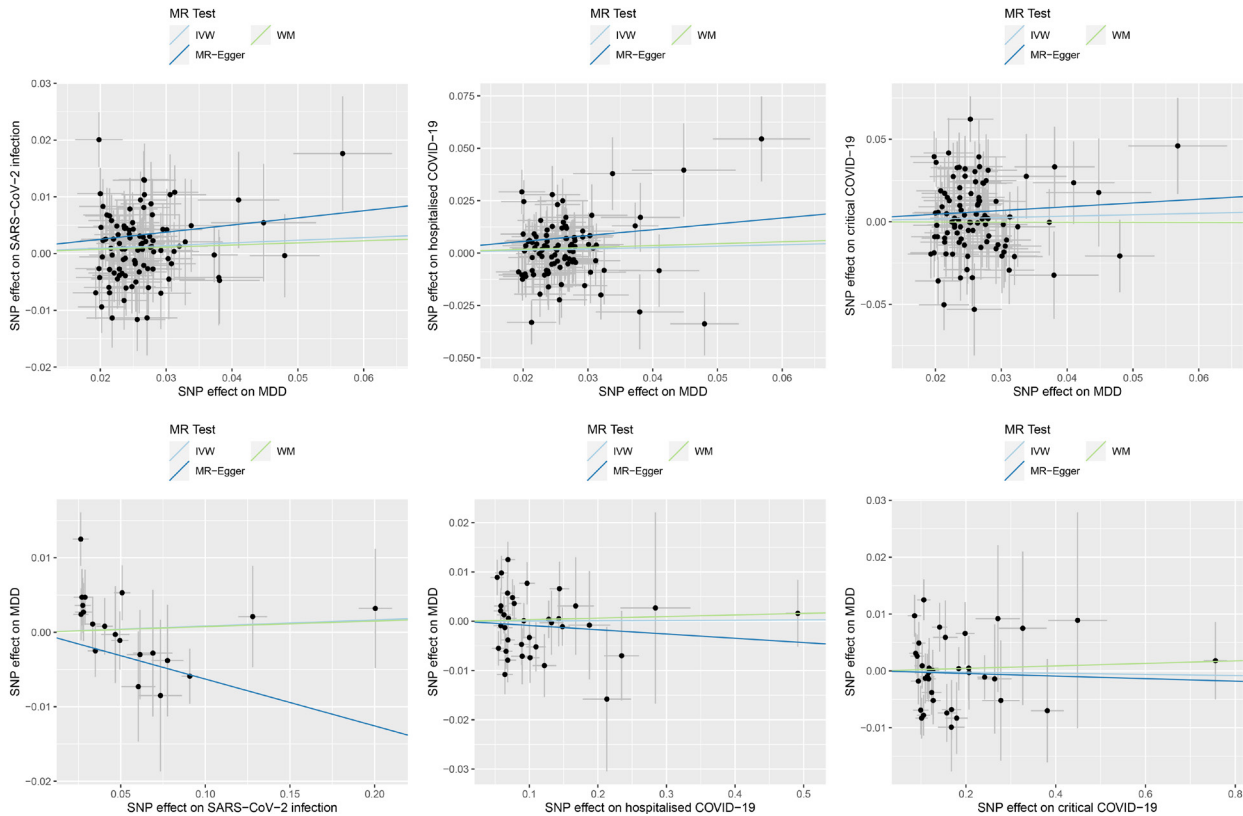 MR Test
IVW WM
MR−Egger
MR Test
IVW WM
MR−Egger
MR Test
IVW WM
MR−Egger
SNP effect on SARS−CoV−2 infection
0.03
0.02
0.01
0.00
−0.01
−0.02
0.02 0.03 0.04 0.05 0.06
SNP effect on MDD
SNP effect on hospitalised COVID−19
0.075
0.050
0.025
0.000
−0.025
−0.050
0.02 0.03 0.04 0.05 0.06
SNP effect on MDD
SNP effect on critical COVID−19
0.05
0.00
−0.05
0.02 0.03 0.04 0.05 0.06
SNP effect on MDD
MR Test
IVW WM
MR−Egger
MR Test
IVW WM
MR−Egger
MR Test
IVW WM
MR−Egger
SNP effect on MDD
0.01
0.00
−0.01
−0.02
0.05 0.10 0.15 0.20
SNP effect on SARS−CoV−2 infection
SNP effect on MDD
0.02
0.01
0.00
−0.01
−0.02
−0.03
0.1 0.2 0.3 0.4 0.5
SNP effect on hospitalised COVID−19
SNP effect on MDD
0.03
0.02
0.01
0.00
−0.01
0.2 0.4 0.6 0.8
SNP effect on critical COVID−19